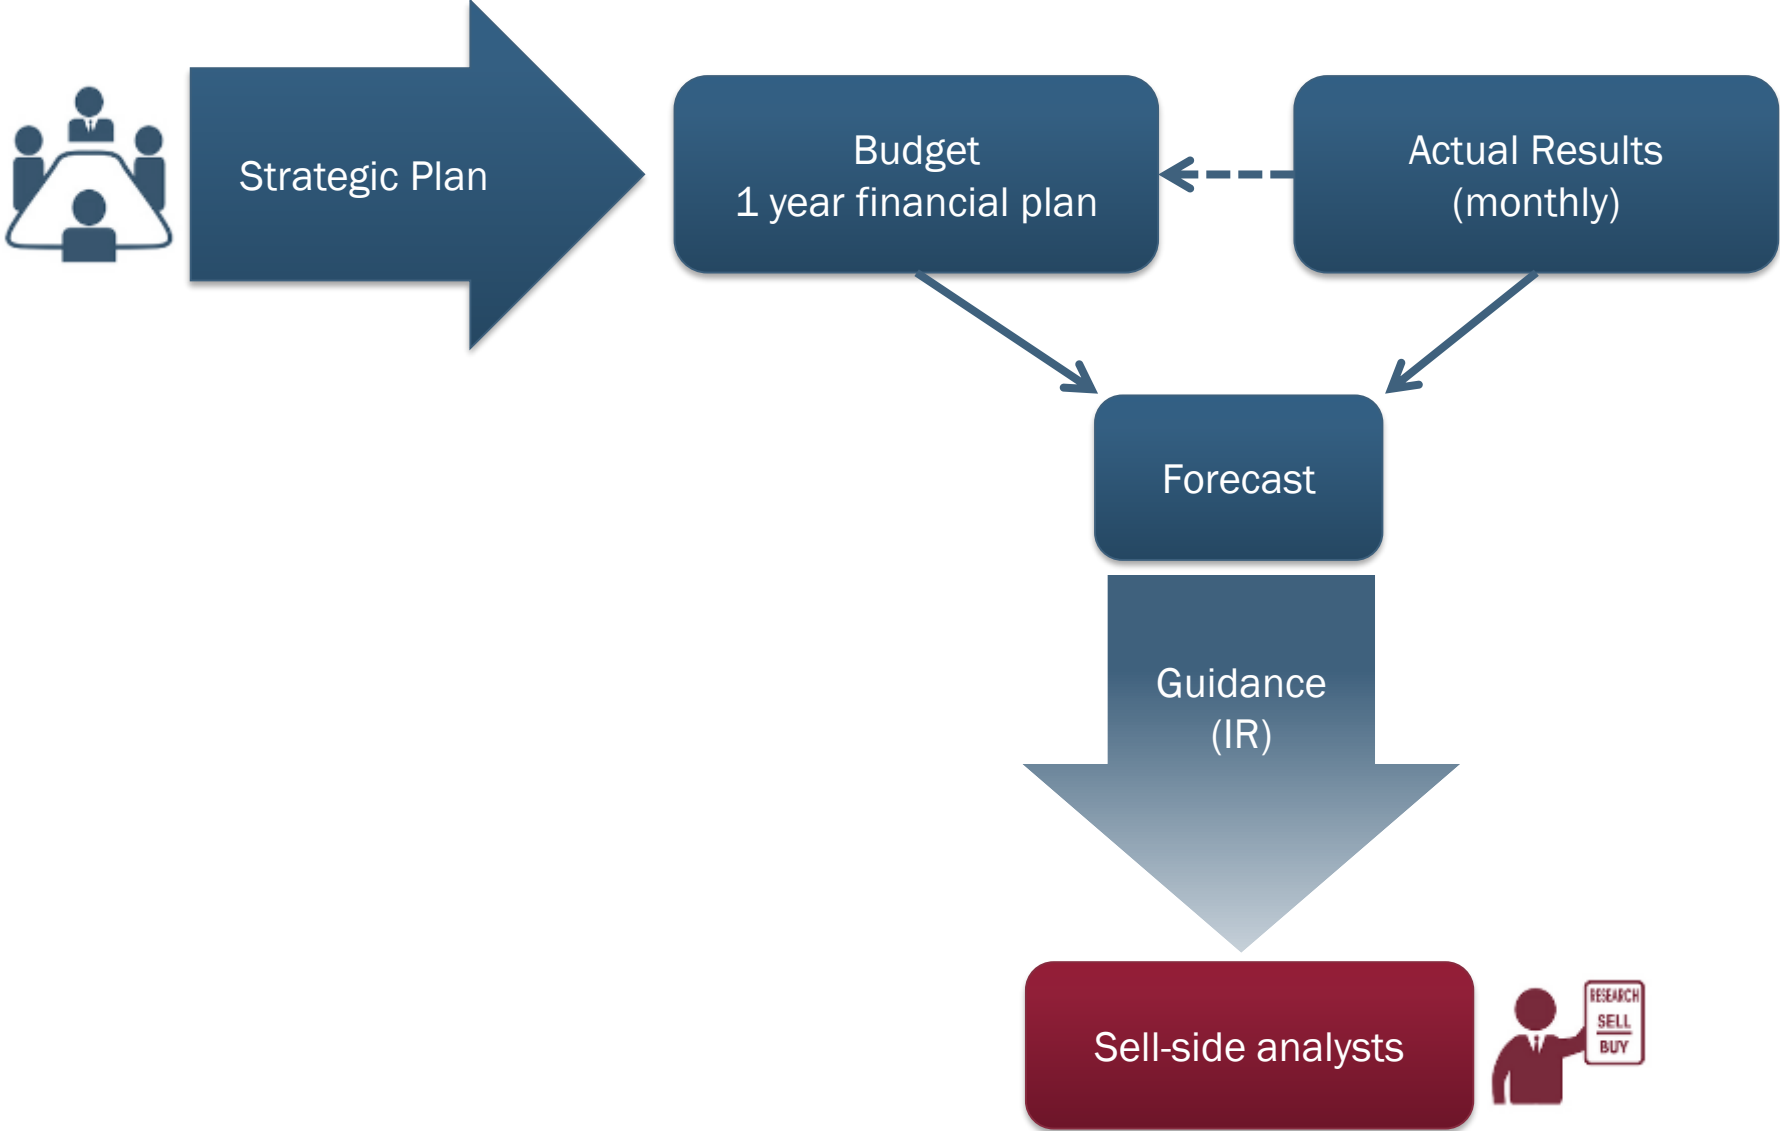 Strategic Plan
Budget
1 year financial plan
Actual Results
(monthly)
Forecast
Guidance
(IR)
Sell-side analysts
RESEARCH
SELL
BUY